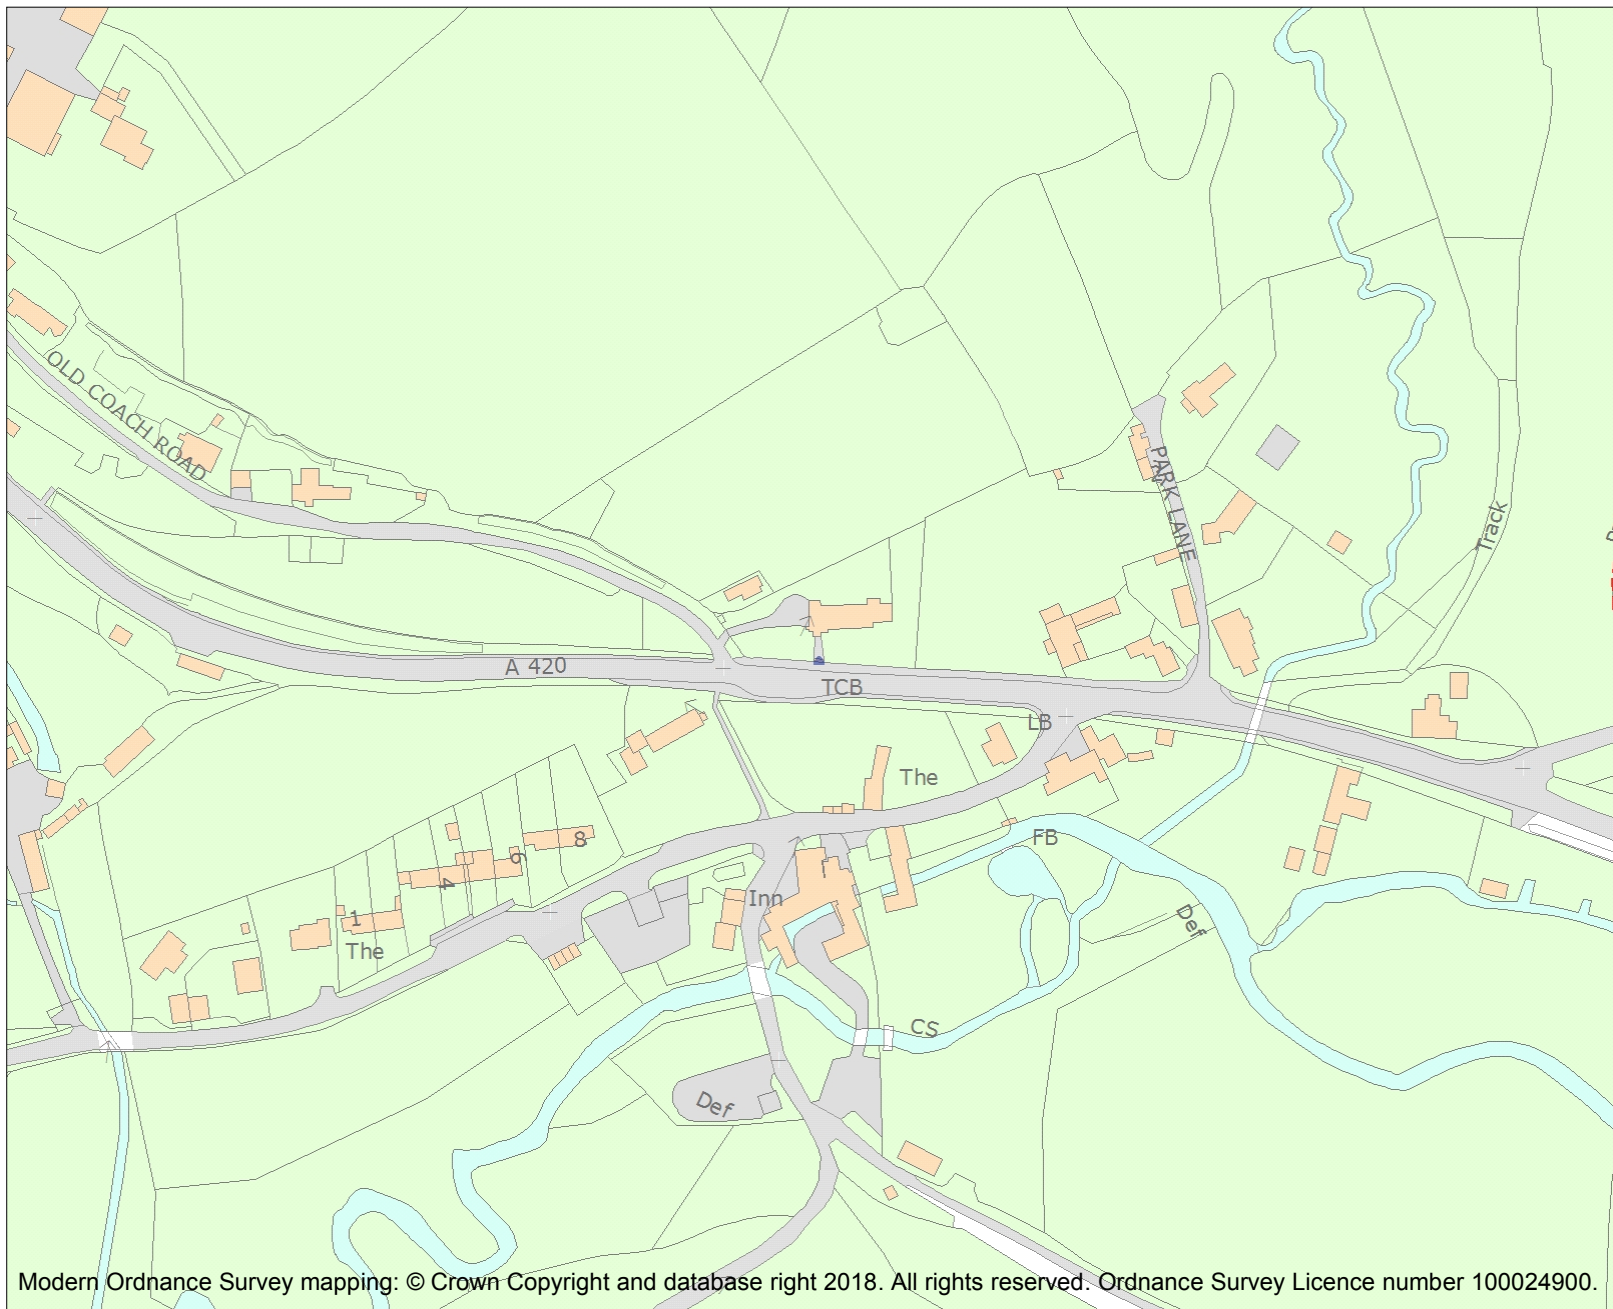 OLD COACH ROAD
PARK LANE
Track
A 420
TCB
LB
The
8
6
4
1
The
Inn
FB
Def
CS
Def
Modern Ordnance Survey mapping: © Crown Copyright and database right 2018. All rights reserved. Ordnance Survey Licence number 100024900.